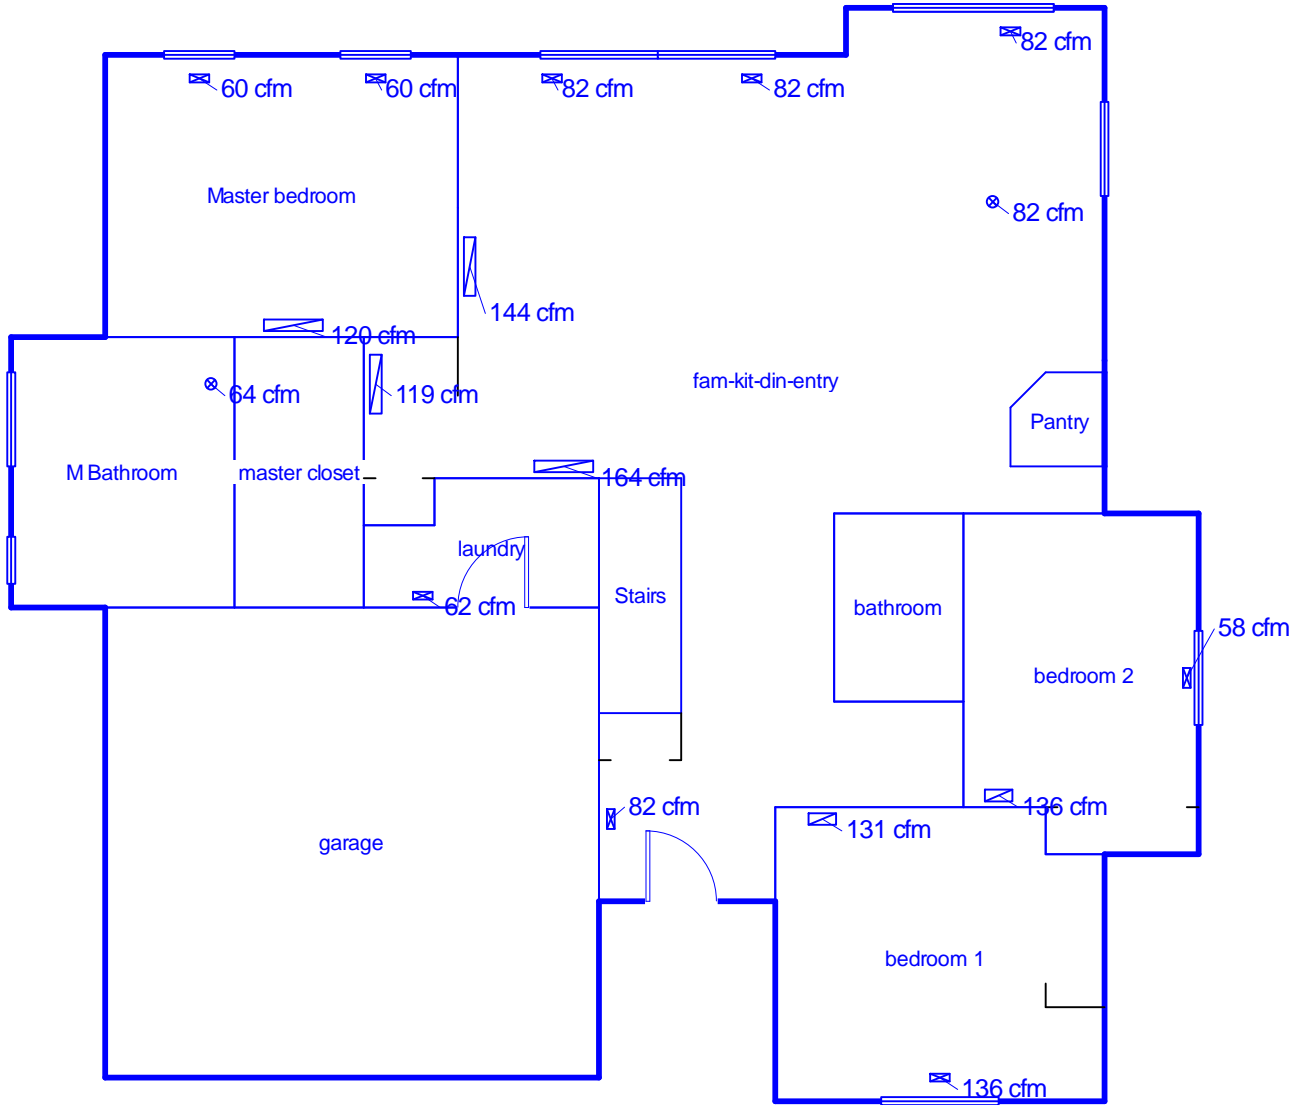 82 cfm
60 cfm
60 cfm
82 cfm
82 cfm
Master bedroom
82 cfm
144 cfm
120 cfm
fam-kit-din-entry
64 cfm
119 cfm
Pantry
M Bathroom
master closet
164 cfm
laundry
Stairs
62 cfm
bathroom
58 cfm
bedroom 2
82 cfm
136 cfm
131 cfm
garage
bedroom 1
136 cfm